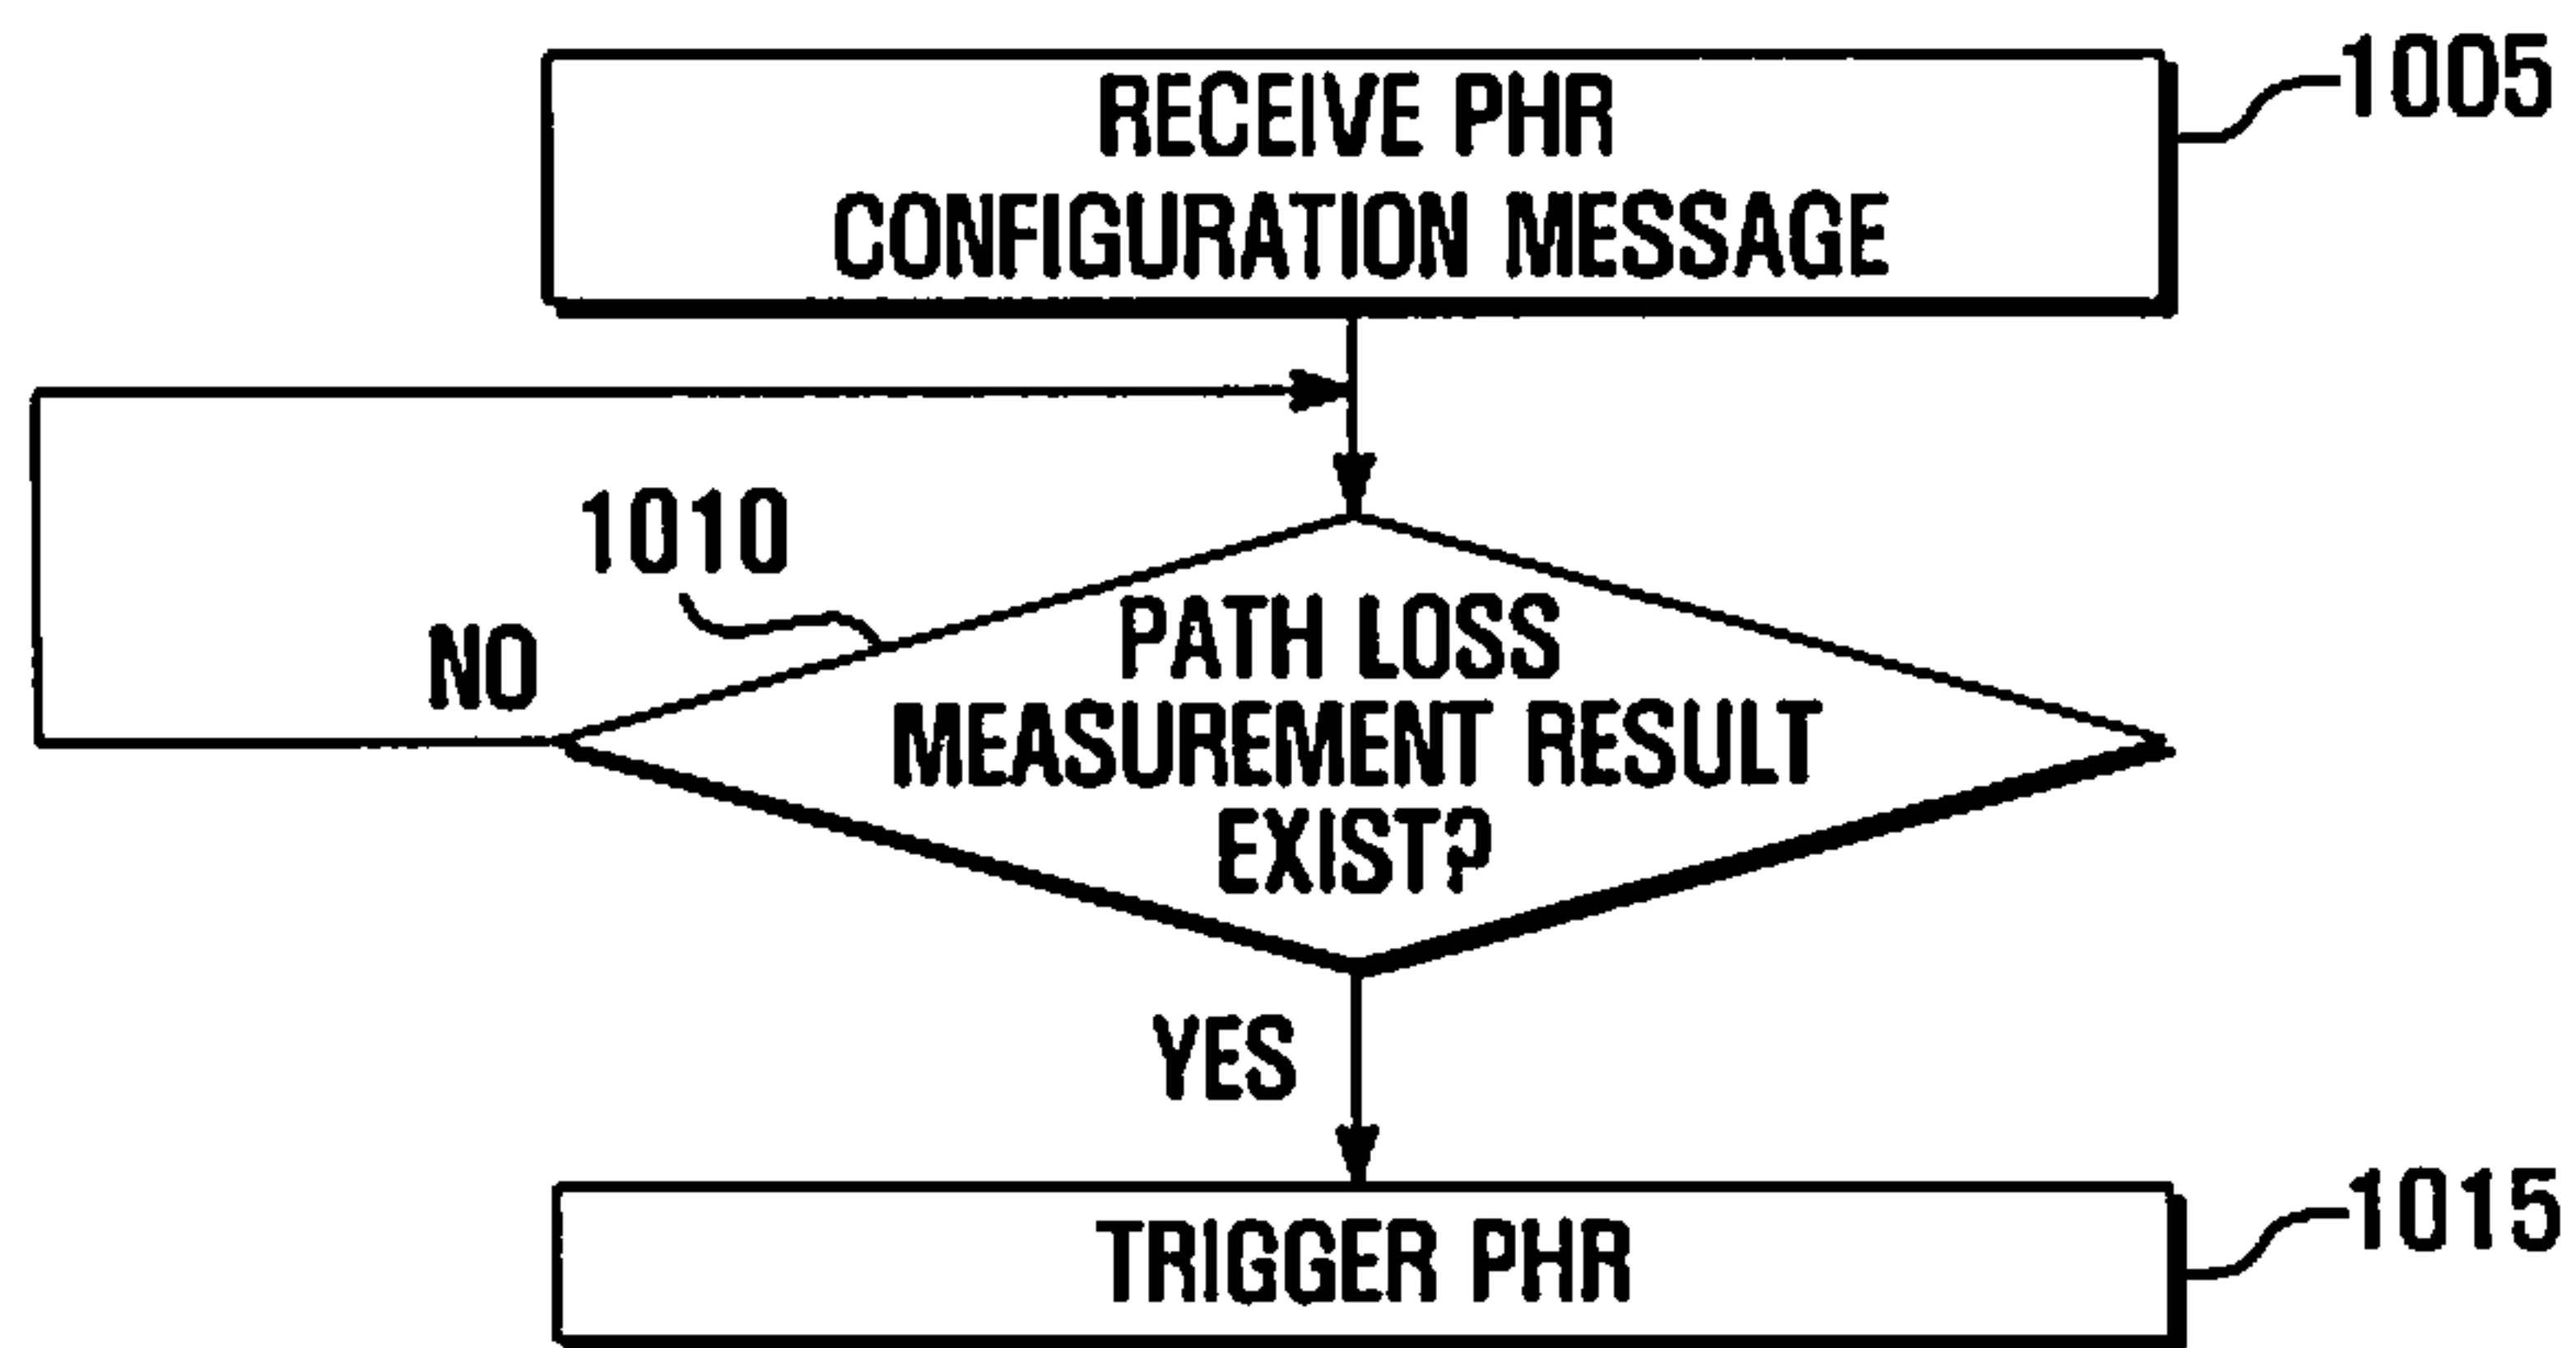 RECEIVE PHR
CONFIGURATION MESSAGE
1005
1010
NO
PATH LOSS
MEASUREMENT RESULT
EXIST?
YES
TRIGGER PHR
1015